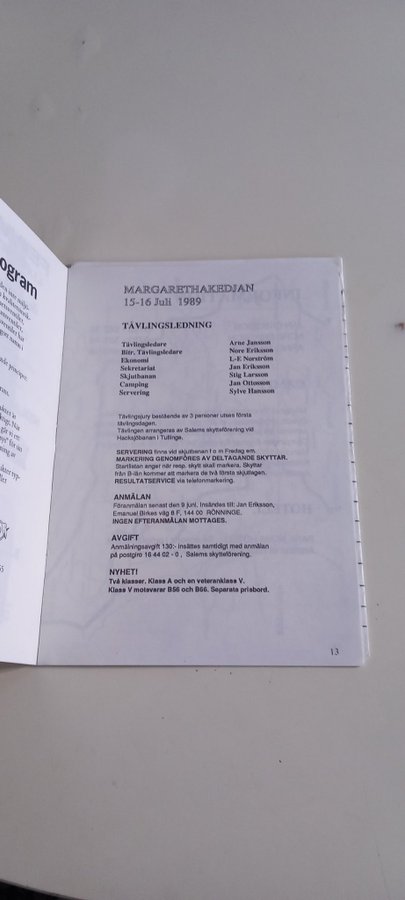 ogram
MARGARETHAKEDJAN
15-16 Juli 1989
TÄVLINGSLEDNING
Tävlingsledare Arne Jansson
Bitr. Tävlingsledare Nore Eriksson
Ekonomi L-E Norström
Sekretariat Jan Eriksson
Skjutbanan Stig Larsson
Camping Jan Ottosson
Servering Sylve Hansson
Tävlingsjury bestående av 3 personer utses första
tävlingsdagen.
Tävlingen arrangeras av Salems skytteförening vid
Hacksjöbanan i Tullinge.
SERVERING finns vid skjutbanan f o m Fredag em.
MARKERING GENOMFÖRES AV DELTAGANDE SKYTTAR.
Startlistan anger när resp. skytt skall markera. Skyttar
från B-län kommer att markera de två första skjutlagen.
RESULTATSERVICE via telefonmarkering.
ANMÄLAN
Föranmälan senast den 9 juni. Insändes till: Jan Eriksson,
Emanuel Birkes väg 8 F, 144 00 RÖNNINGE.
INGEN EFTERANMÄLAN MOTTAGES.
AVGIFT
Anmälningsavgift 130:- insättes samtidigt med anmälan
på postgiro 16 44 02 - 0 , Salems skytteförening.
NYHET!
Två klasser. Klass A och en veteranklass V.
Klass V motsvarar B56 och B66. Separata prisbord.
13